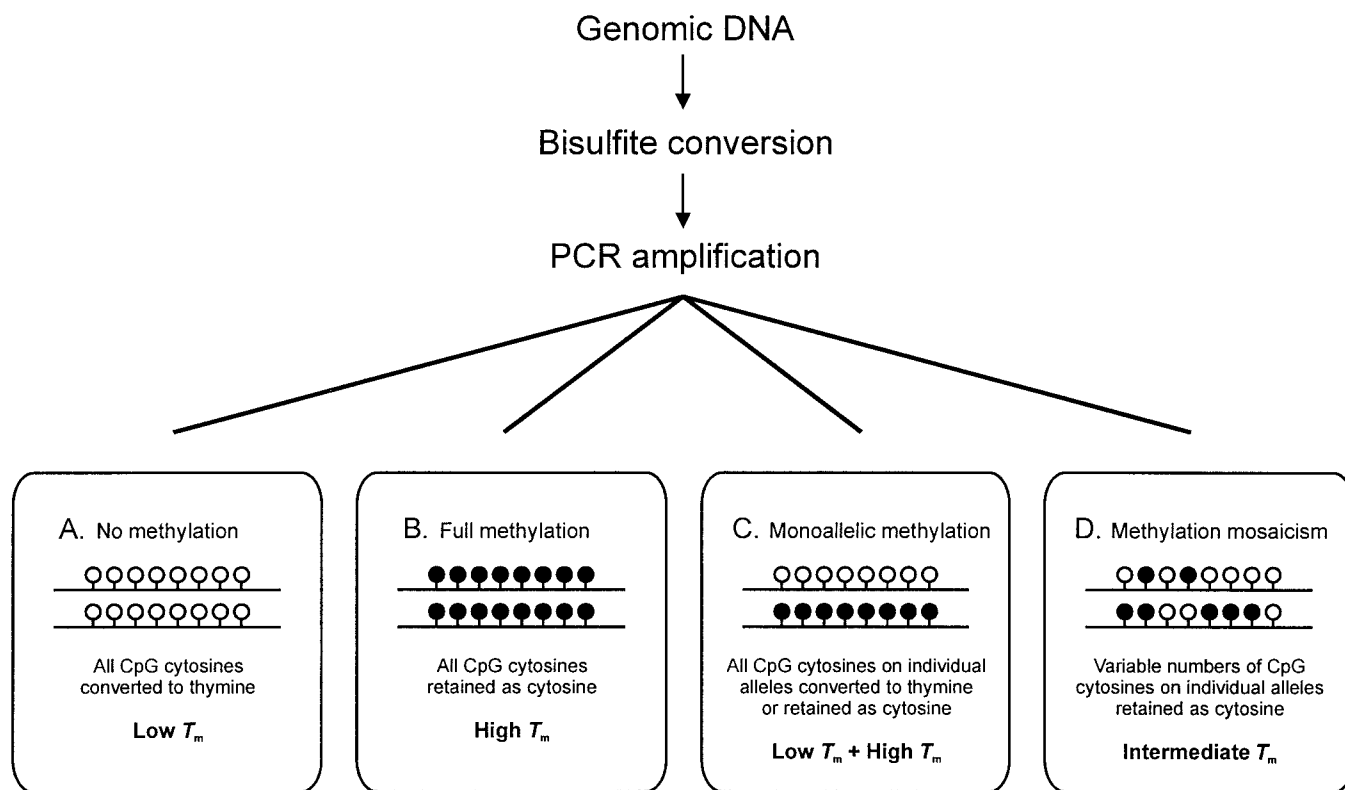 Genomic DNA
Bisulfite conversion
PCR amplification
A. No methylation
All CpG cytosines
converted to thymine
Low Tm
B. Full methylation
All CpG cytosines
retained as cytosine
High Tm
C. Monoallelic methylation
All CpG cytosines on individual
alleles converted to thymine
or retained as cytosine
Low Tm + High Tm
D. Methylation mosaicism
Variable numbers of CpG
cytosines on individual alleles
retained as cytosine
Intermediate Tm